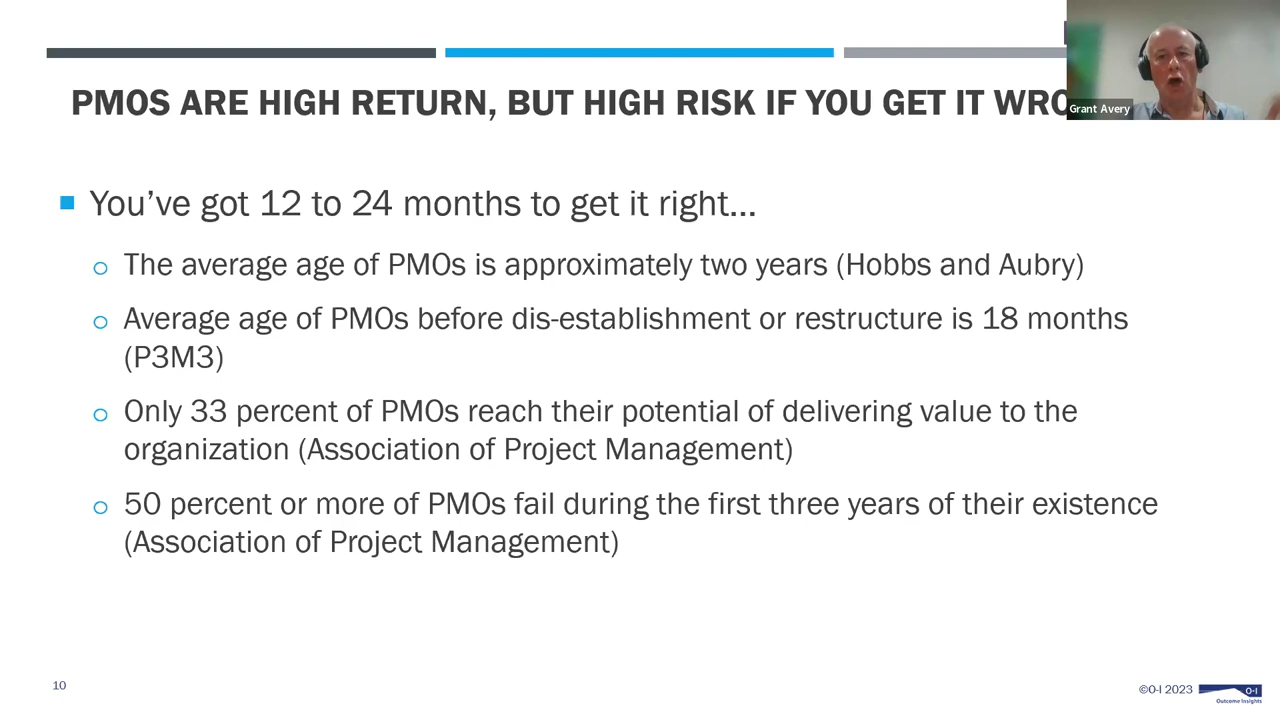 PMOS ARE HIGH RETURN, BUT HIGH RISK IF YOU GET IT WRO
Grant Avery
You’ve got 12 to 24 months to get it right…
The average age of PMOs is approximately two years (Hobbs and Aubry)
Average age of PMOs before dis-establishment or restructure is 18 months
(P3M3)
Only 33 percent of PMOs reach their potential of delivering value to the
organization (Association of Project Management)
50 percent or more of PMOs fail during the first three years of their existence
(Association of Project Management)
10
©O-I 2023
O-I
Outcome Insights